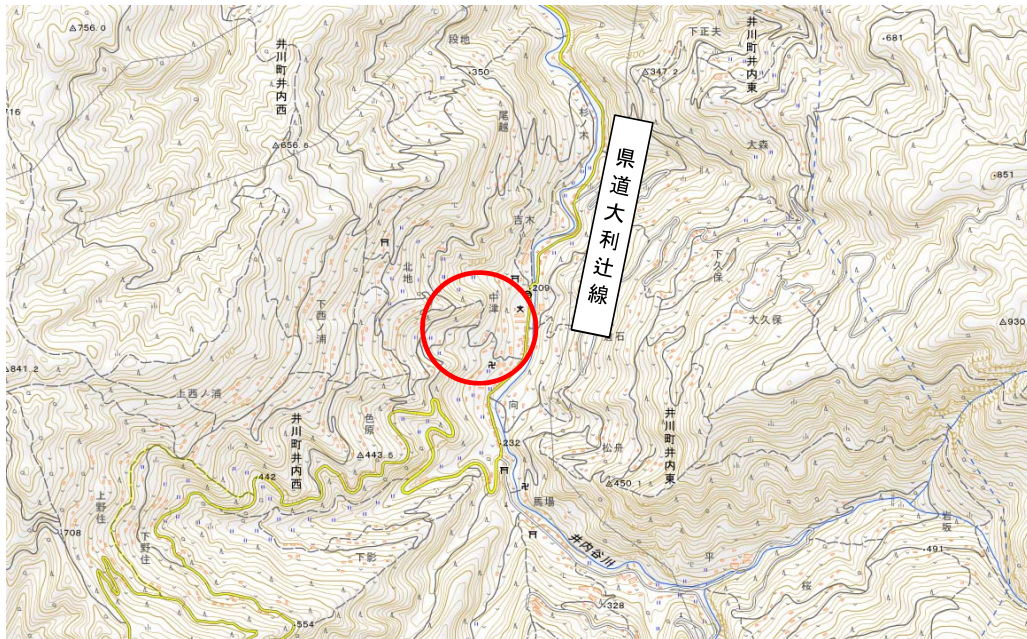 △756.0
段地
下正夫
・681
井川町井内西
・350
△347.2
井川町井内東
尾越
杉ノ木
716
△656.6
大森
県道大利辻線
・851
吉木
北地
下久保
・209
中津
下西ノ浦
大久保
△930
石
△841.2
上西ノ浦
向
色原
井川町井内西
井川町井内東
・232
松舟
△443.5
・442
△450.1
上野住
馬場
・708
下野住
下影
井内谷川
平
岩坂
・491
桜
・328
・554
700
700